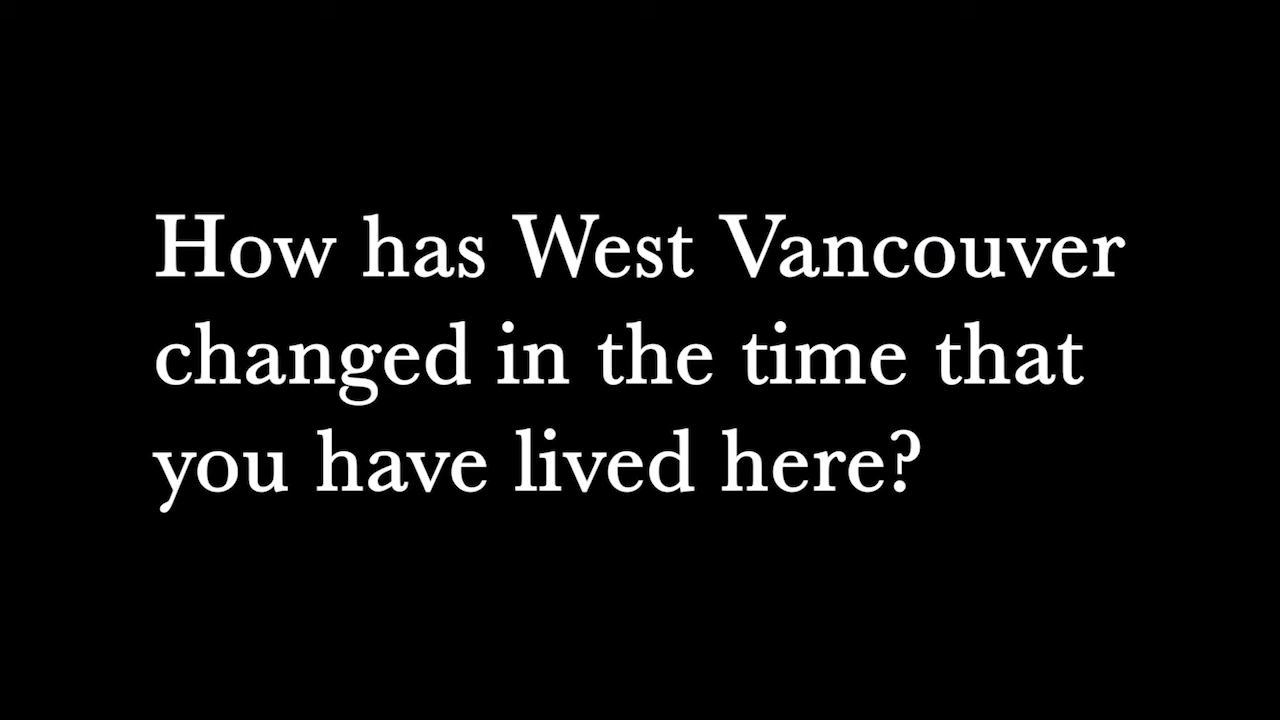 How has West Vancouver
changed in the time that
you have lived here?